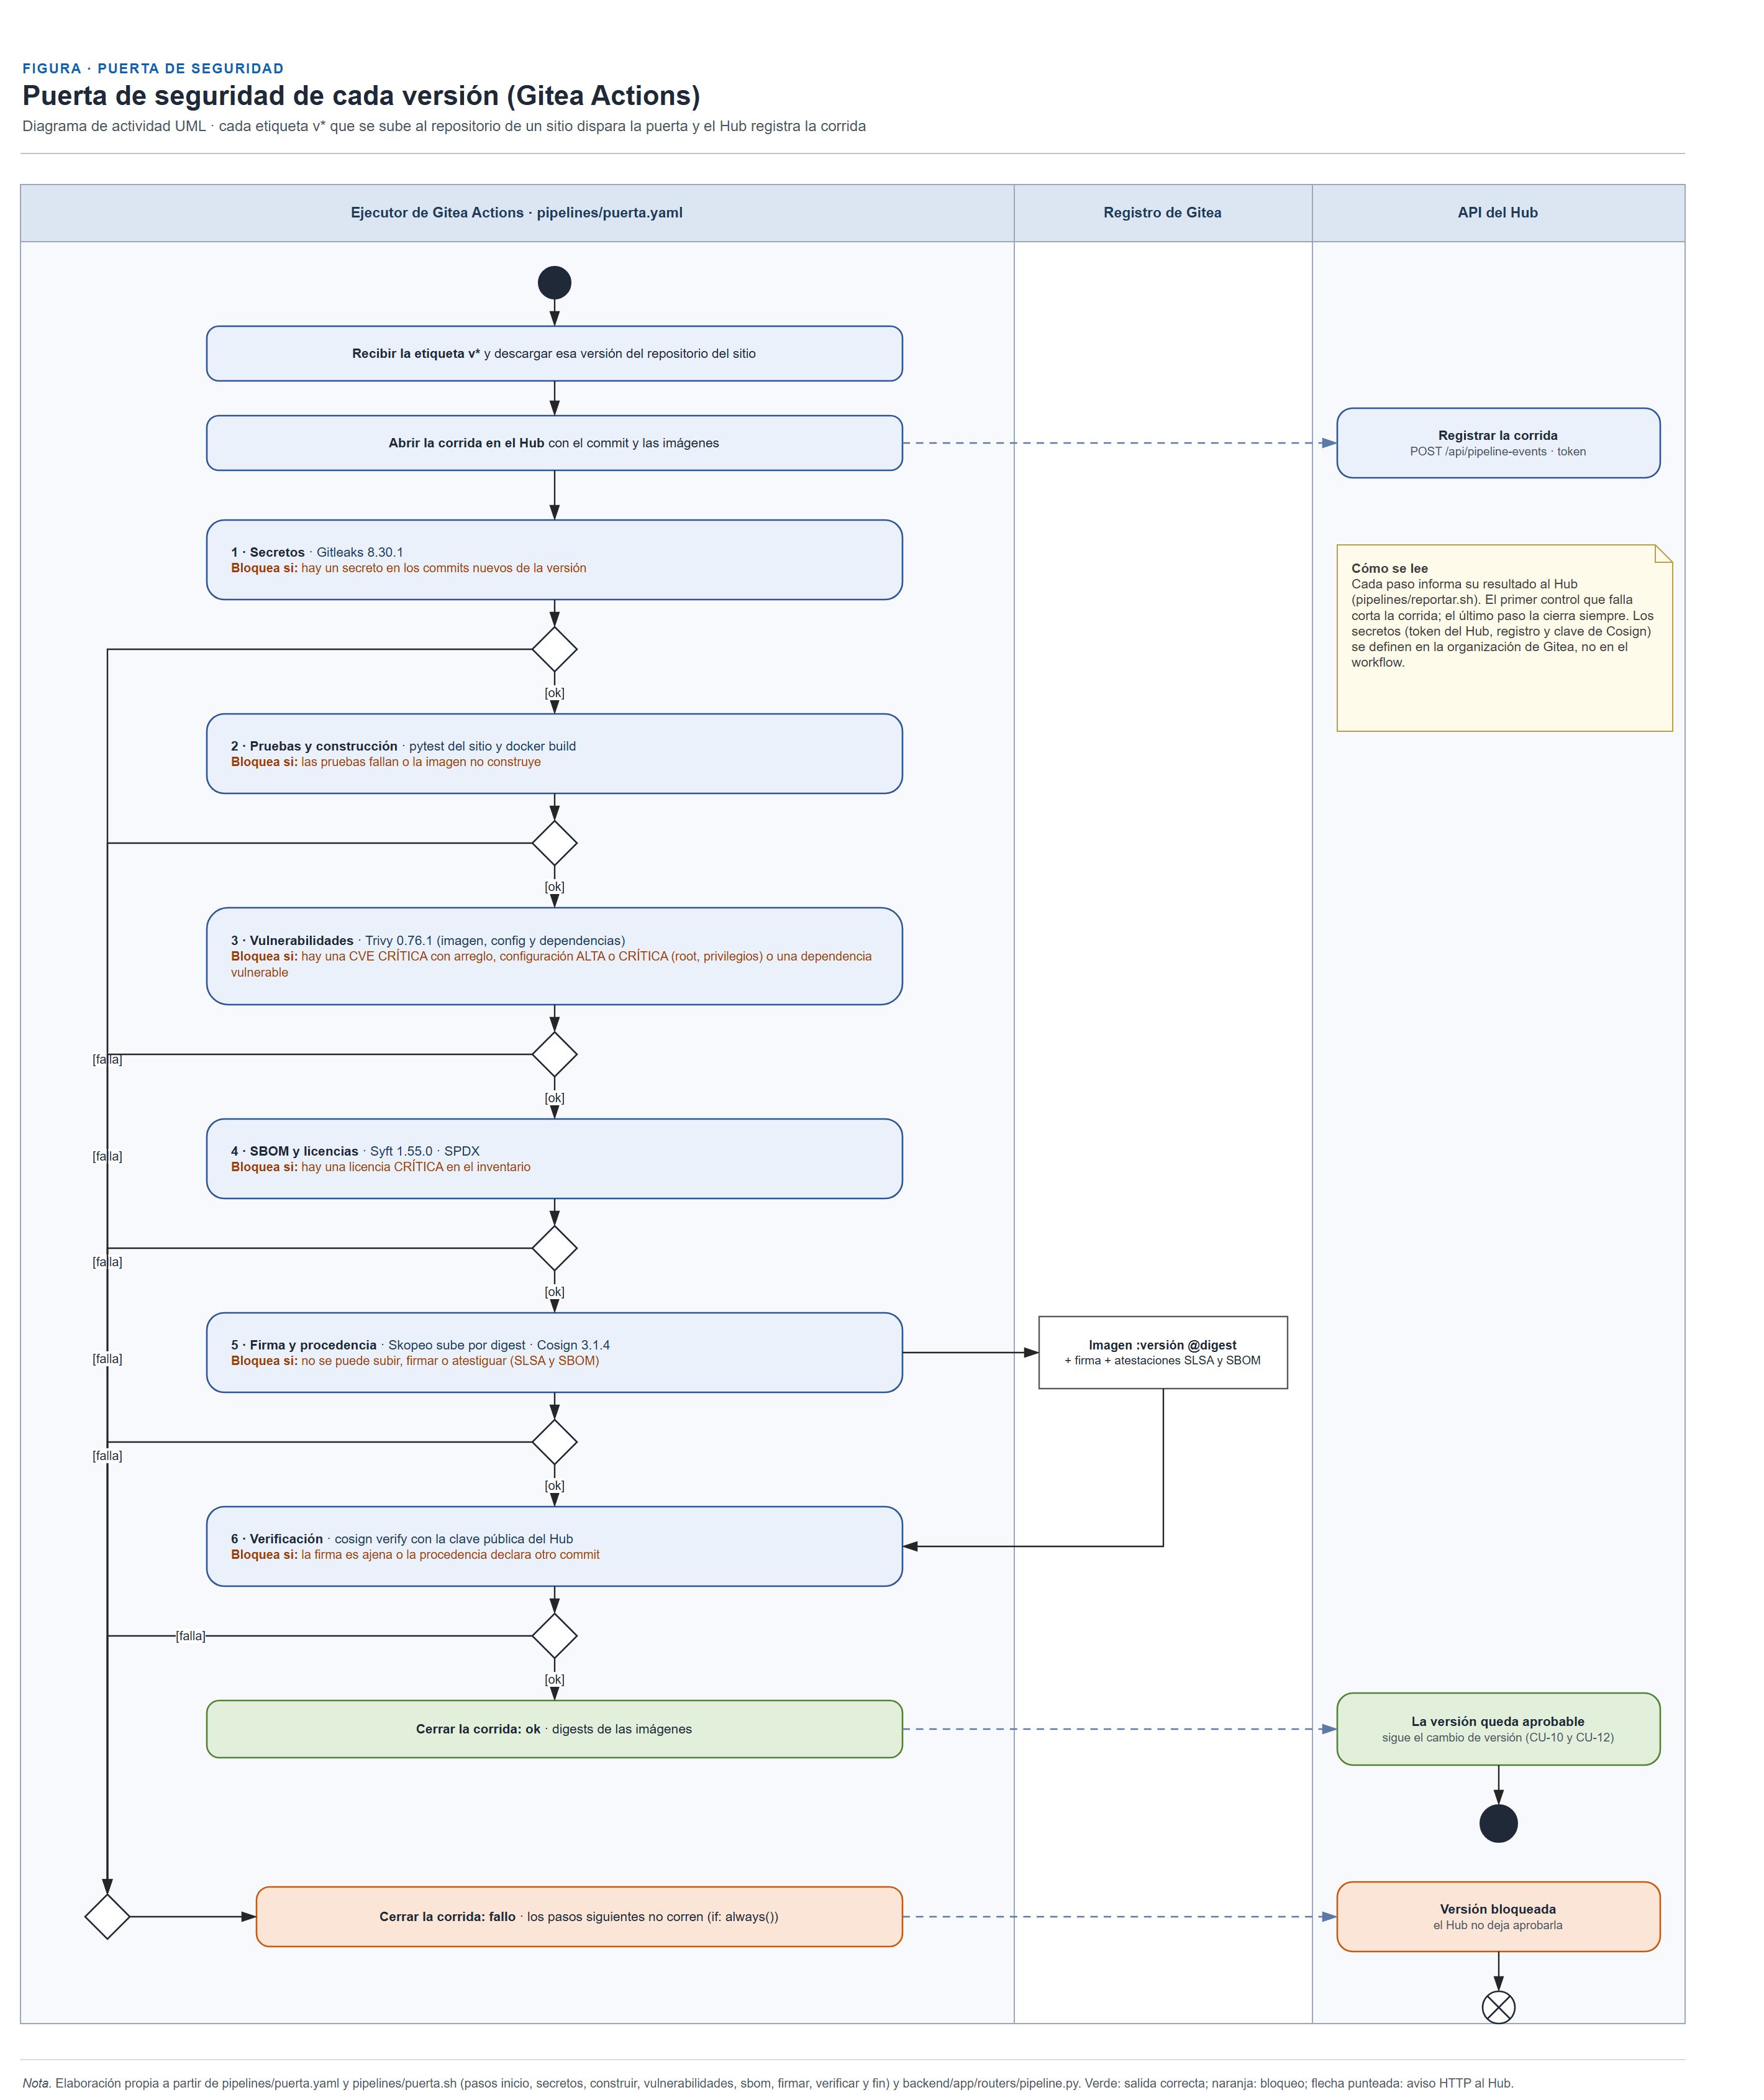 FIGURA · PUERTA DE SEGURIDAD
Puerta de seguridad de cada versión (Gitea Actions)
Diagrama de actividad UML · cada etiqueta v* que se sube al repositorio de un sitio dispara la puerta y el Hub registra la corrida
Ejecutor de Gitea Actions · pipelines/puerta.yaml
Registro de Gitea
API del Hub
Recibir la etiqueta v* y descargar esa versión del repositorio del sitio
Abrir la corrida en el Hub con el commit y las imágenes
Registrar la corrida
POST /api/pipeline-events · token
1 · Secretos · Gitleaks 8.30.1
Bloquea si: hay un secreto en los commits nuevos de la versión
Cómo se lee
Cada paso informa su resultado al Hub
(pipelines/reportar.sh). El primer control que falla
corta la corrida; el último paso la cierra siempre. Los
secretos (token del Hub, registro y clave de Cosign)
se definen en la organización de Gitea, no en el
workflow.
[ok]
2 · Pruebas y construcción · pytest del sitio y docker build
Bloquea si: las pruebas fallan o la imagen no construye
[ok]
3 · Vulnerabilidades · Trivy 0.76.1 (imagen, config y dependencias)
Bloquea si: hay una CVE CRÍTICA con arreglo, configuración ALTA o CRÍTICA (root, privilegios) o una dependencia
vulnerable
[falla]
[ok]
4 · SBOM y licencias · Syft 1.55.0 · SPDX
Bloquea si: hay una licencia CRÍTICA en el inventario
[falla]
[falla]
[ok]
5 · Firma y procedencia · Skopeo sube por digest · Cosign 3.1.4
Bloquea si: no se puede subir, firmar o atestiguar (SLSA y SBOM)
Imagen :versión @digest
+ firma + atestaciones SLSA y SBOM
[falla]
[falla]
[ok]
6 · Verificación · cosign verify con la clave pública del Hub
Bloquea si: la firma es ajena o la procedencia declara otro commit
[falla]
[ok]
Cerrar la corrida: ok · digests de las imágenes
La versión queda aprobable
sigue el cambio de versión (CU-10 y CU-12)
Cerrar la corrida: fallo · los pasos siguientes no corren (if: always())
Versión bloqueada
el Hub no deja aprobarla
Nota. Elaboración propia a partir de pipelines/puerta.yaml y pipelines/puerta.sh (pasos inicio, secretos, construir, vulnerabilidades, sbom, firmar, verificar y fin) y backend/app/routers/pipeline.py. Verde: salida correcta; naranja: bloqueo; flecha punteada: aviso HTTP al Hub.